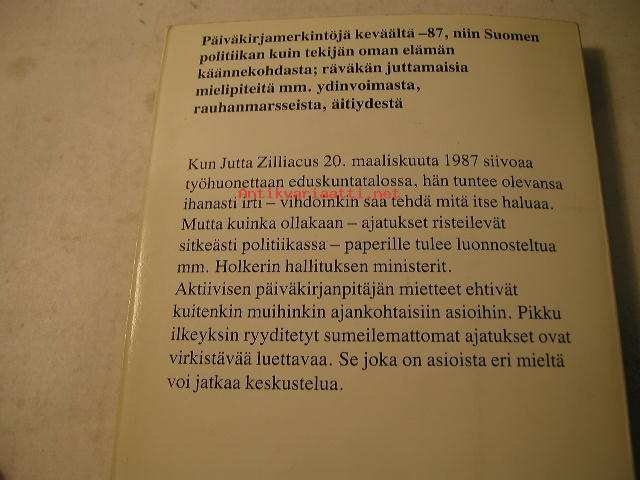 Päiväkirjamerkintöjä keväältä –87, niin Suomen
politiikan kuin tekijän oman elämän
käännekohdasta; räväkän juttamaisia
mielipiteitä mm. ydinvoimasta,
rauhanmarsseista, äitiydestä
Kun Jutta Zilliacus 20. maaliskuuta 1987 siivoaa
työhuonettaan eduskuntatalossa, hän tuntee olevansa
Antikvariaatti.net
ihanasti irti – vihdoinkin saa tehdä mitä itse haluaa.
Mutta kuinka ollakaan – ajatukset risteilevät
sitkeästi politiikassa – paperille tulee luonnosteltua
mm. Holkerin hallituksen ministerit.
Aktiivisen päiväkirjanpitäjän mietteet ehtivät
kuitenkin muihinkin ajankohtaisiin asioihin. Pikku
ilkeyksin ryyditetyt sumeilemattomat ajatukset ovat
virkistävää luettavaa. Se joka on asioista eri mieltä
voi jatkaa keskustelua.